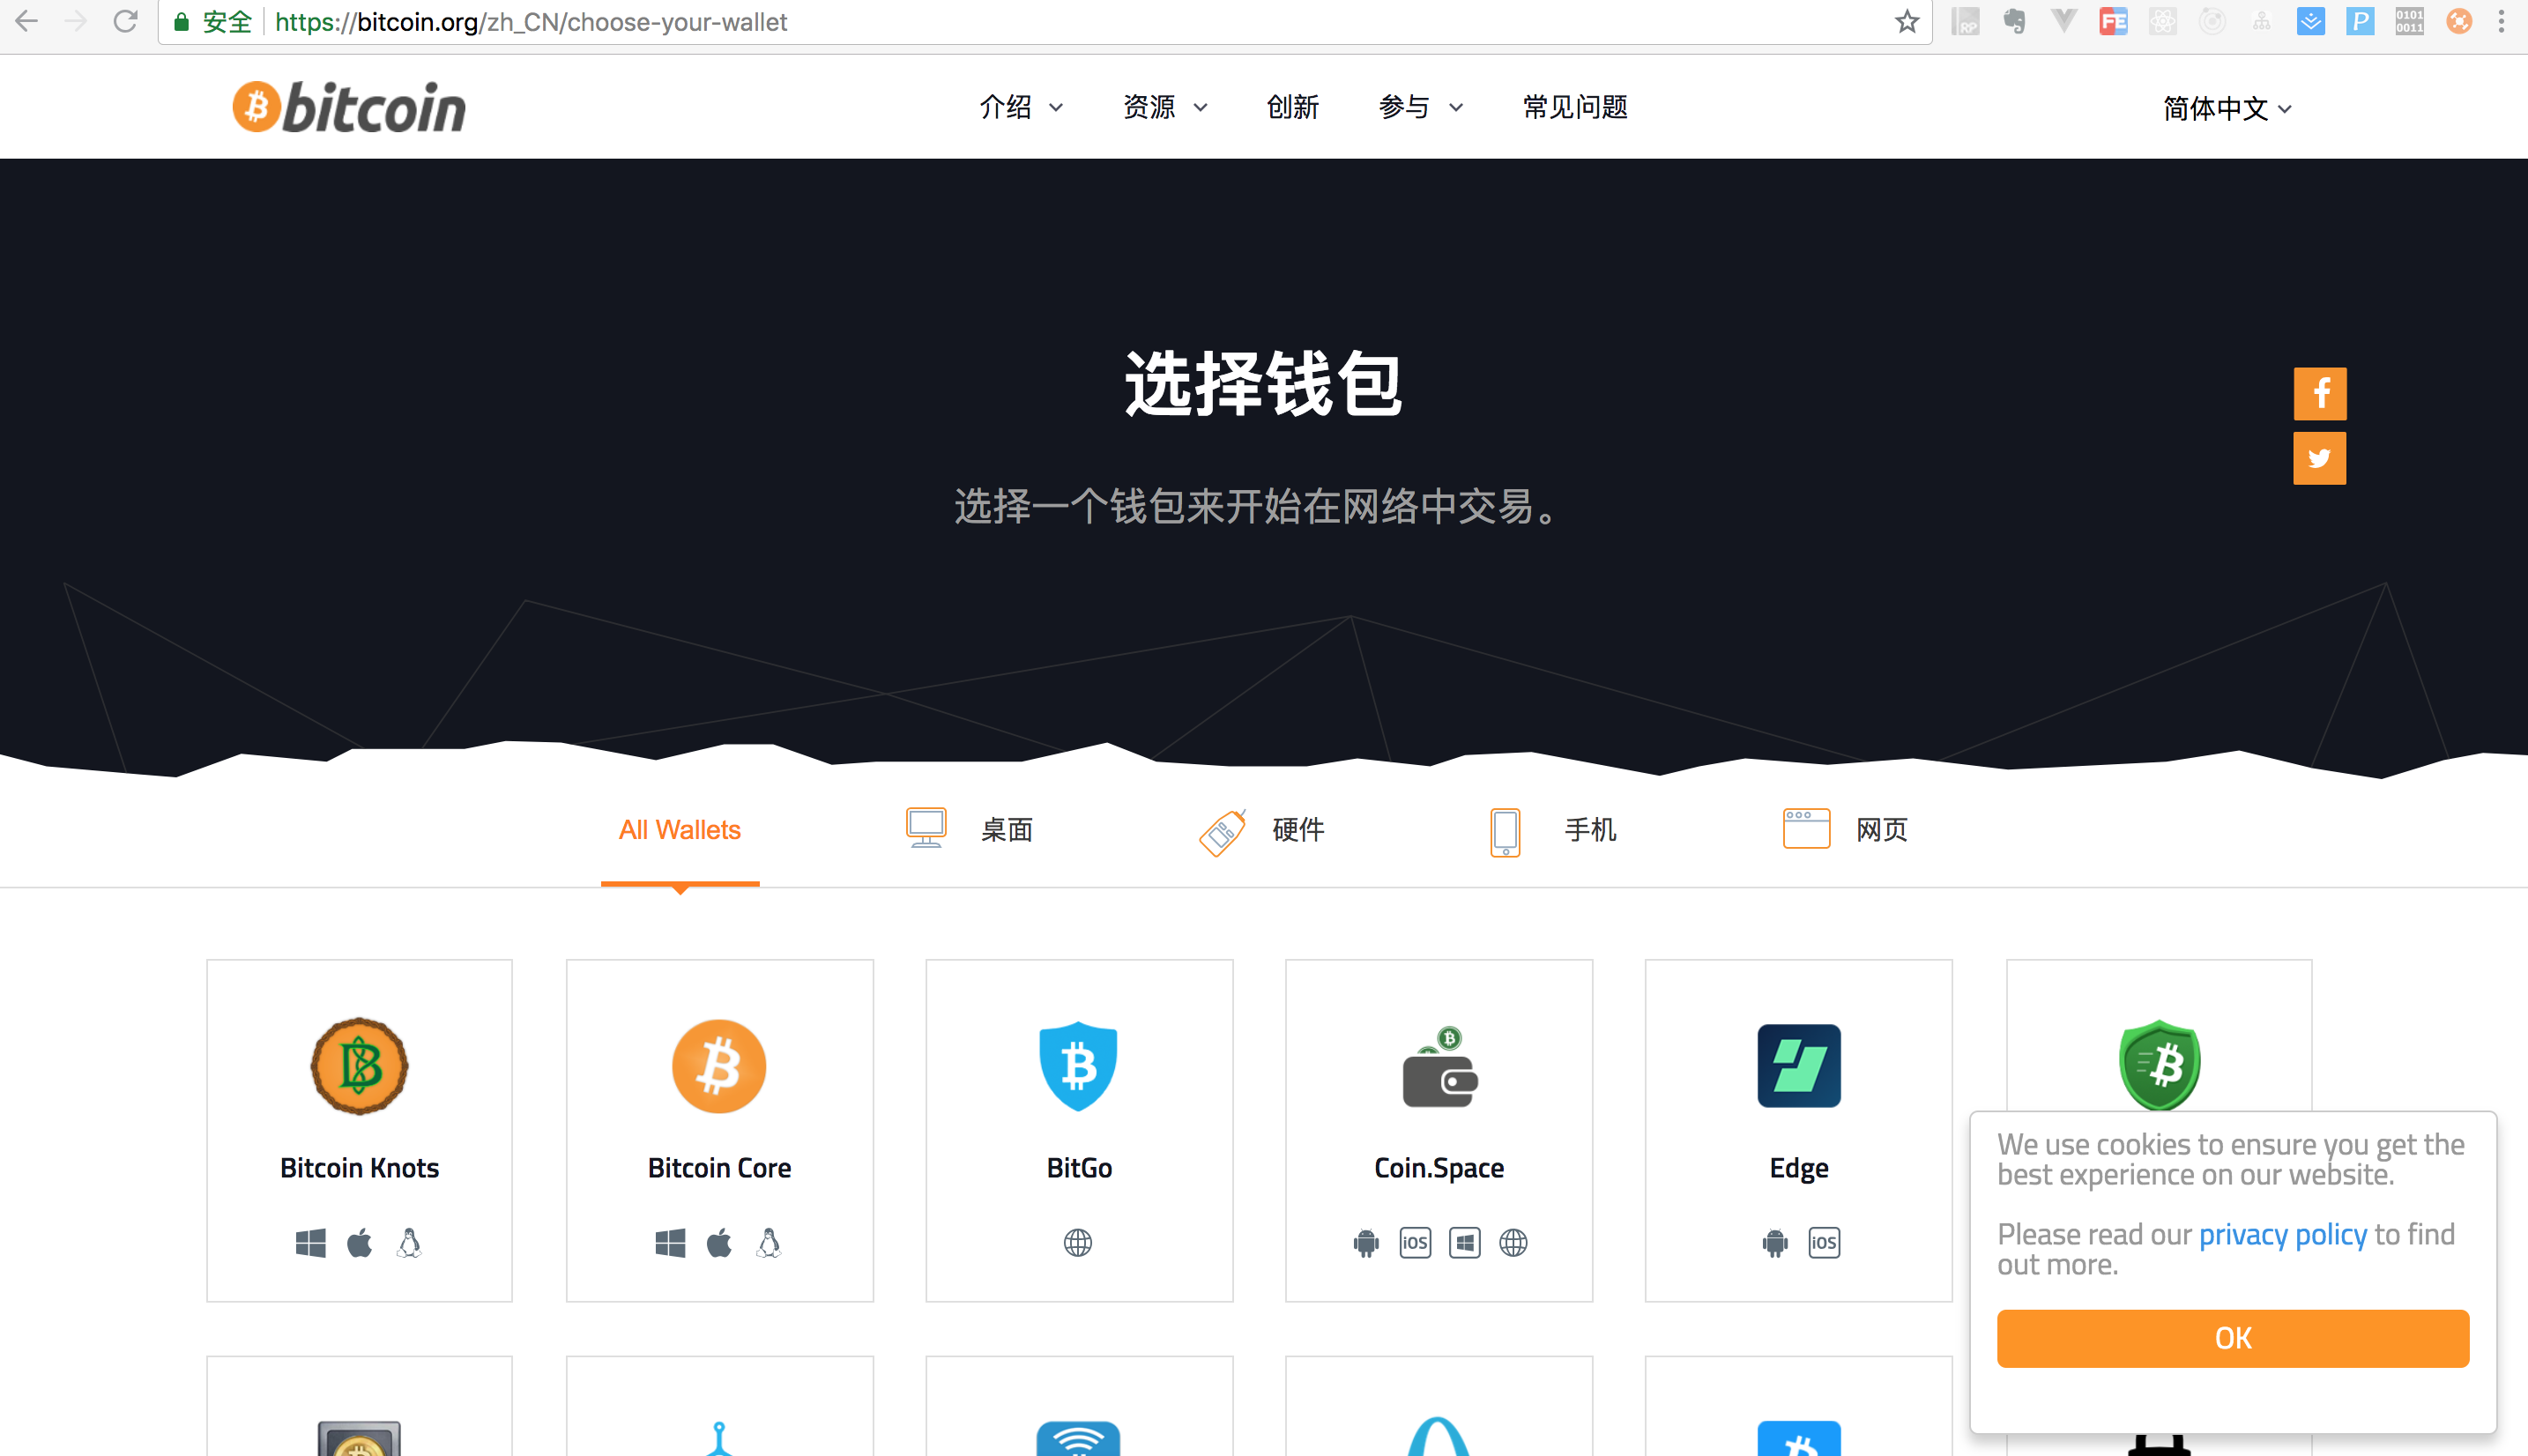 安全 https://bitcoin.org/zh_CN/choose-your-wallet
RP FE P 0101 0011
bitcoin 介绍 资源 创新 参与 常见问题 简体中文
选择钱包
选择一个钱包来开始在网络中交易。
All Wallets 桌面 硬件 手机 网页
Bitcoin Knots Bitcoin Core BitGo Coin.Space Edge
iOS iOS
We use cookies to ensure you get the
best experience on our website.
Please read our privacy policy to find
out more.
OK